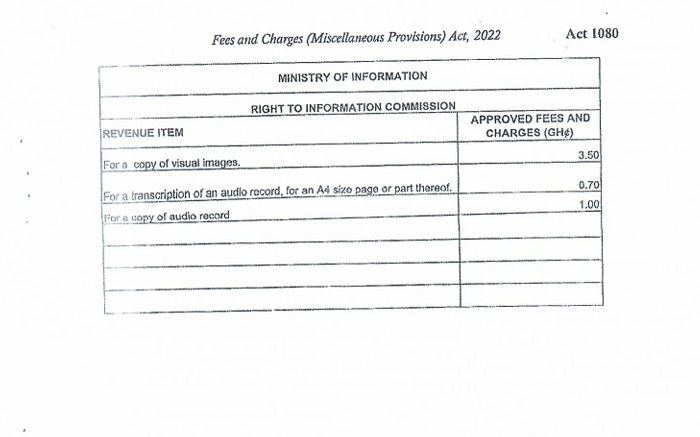 Fees and Charges (Miscellaneous Provisions) Act, 2022 Act 1080
MINISTRY OF INFORMATION
RIGHT TO INFORMATION COMMISSION
REVENUE ITEM
APPROVED FEES AND
CHARGES (GH¢)
For a copy of visual images. 3.50
For a transcription of an audio record, for an A4 size page or part thereof. 0.70
For a copy of audio record 1.00